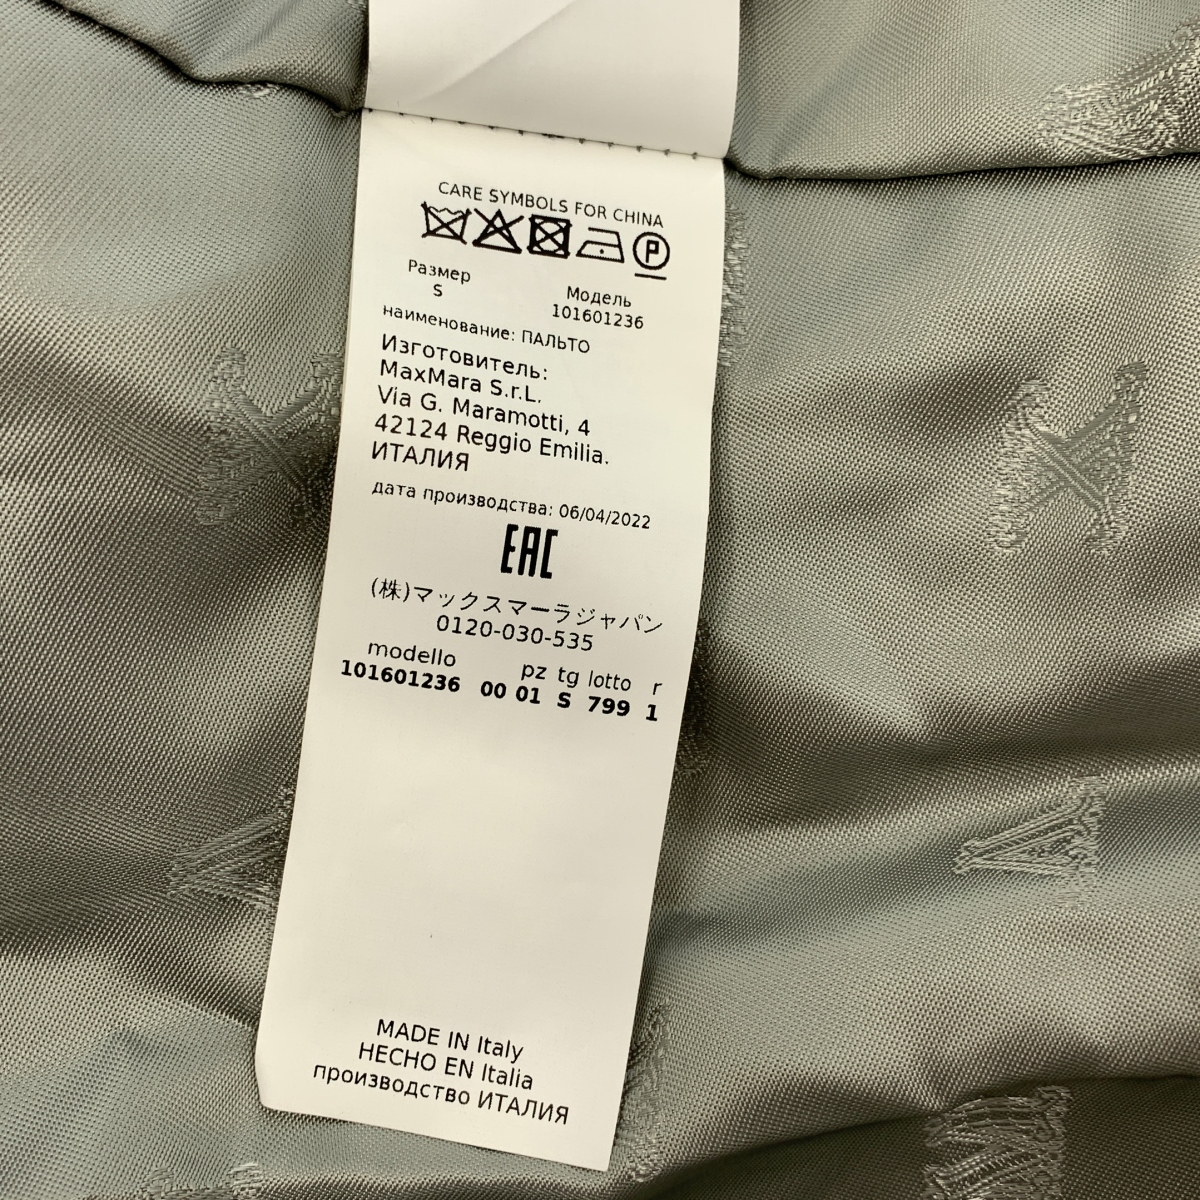 CARE SYMBOLS FOR CHINA
P
Размер Модель
S 101601236
наименование: ПАЛЬТО
Изготовитель:
MaxMara S.r.L.
Via G. Maramotti, 4
42124 Reggio Emilia.
ИТАЛИЯ
дата производства: 06/04/2022
EAC
(株)マックスマーラジャパン
0120-030-535
modello pz tg lotto r
101601236 00 01 S 799 1
MADE IN Italy
HECHO EN Italia
производство ИТАЛИЯ